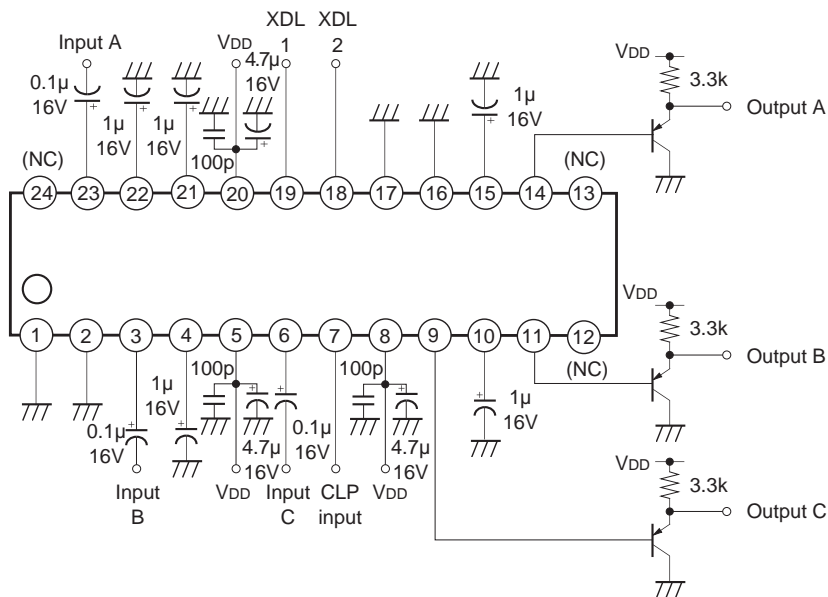 XDL XDL
1 2
Input A
VDD
4.7µ
16V
VDD
0.1µ
16V
3.3k
Output A
1µ
16V
1µ
16V
1µ
16V
100p
(NC)
(NC)
24 23 22 21 20 19 18 17 16 15 14 13
VDD
3.3k
1 2 3 4 5 6 7 8 9 10 11 12
Output B
(NC)
100p
100p
1µ
16V
1µ
16V
0.1µ
16V
0.1µ
16V
4.7µ
16V
4.7µ
16V
Input
B
VDD
Input
C
CLP
input
VDD
VDD
3.3k
Output C